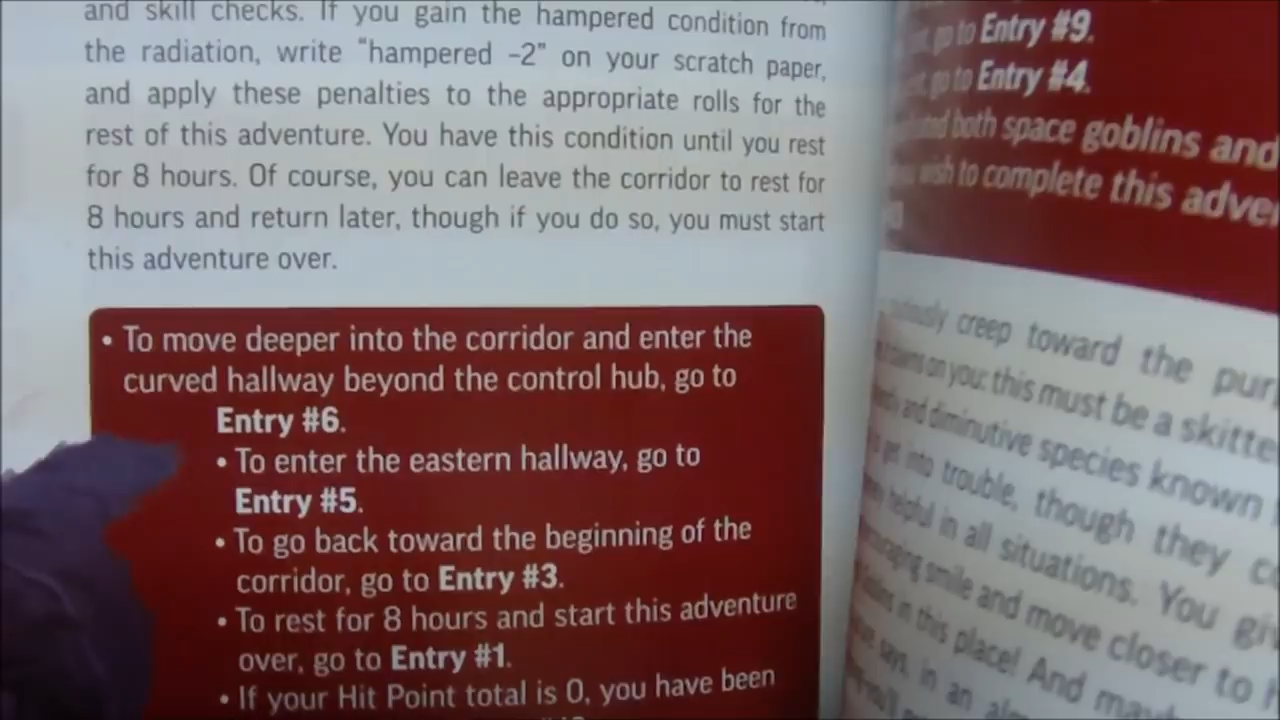 and skill checks. If you gain the hampered condition from
the radiation, write “hampered –2” on your scratch paper,
and apply these penalties to the appropriate rolls for the
rest of this adventure. You have this condition until you rest
for 8 hours. Of course, you can leave the corridor to rest for
8 hours and return later, though if you do so, you must start
this adventure over.
• To move deeper into the corridor and enter the
curved hallway beyond the control hub, go to
Entry #6.
• To enter the eastern hallway, go to
Entry #5.
• To go back toward the beginning of the
corridor, go to Entry #3.
• To rest for 8 hours and start this adventure
over, go to Entry #1.
• If your Hit Point total is 0, you have been
go to Entry #9.
go to Entry #4.
both space goblins and
wish to complete this
creep toward the
on you: this must be a
and diminutive species known
get into trouble, though they
helpful in all situations. You
smile and move closer to
in this place! And
says, in an